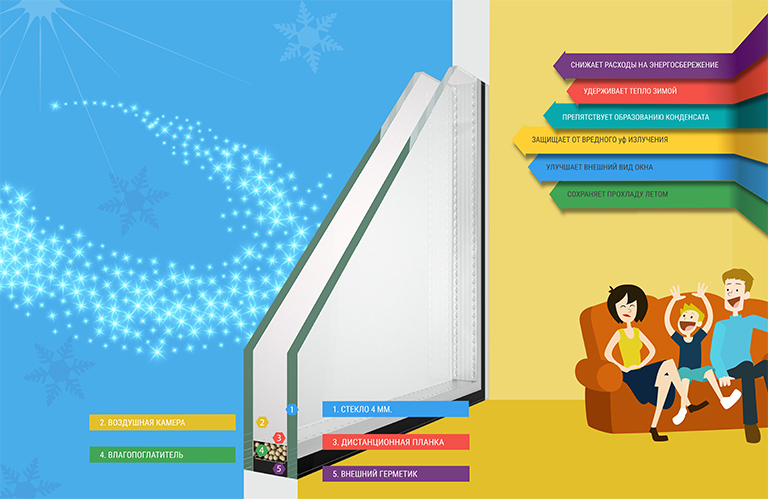 СНИЖАЕТ РАСХОДЫ НА ЭНЕРГОСБЕРЕЖЕНИЕ
УДЕРЖИВАЕТ ТЕПЛО ЗИМОЙ
ПРЕПЯТСТВУЕТ ОБРАЗОВАНИЮ КОНДЕНСАТА
ЗАЩИЩАЕТ ОТ ВРЕДНОГО уф ИЗЛУЧЕНИЯ
УЛУЧШАЕТ ВНЕШНИЙ ВИД ОКНА
СОХРАНЯЕТ ПРОХЛАДУ ЛЕТОМ
1
2
3
4
5
1. СТЕКЛО 4 ММ.
2. ВОЗДУШНАЯ КАМЕРА
3. ДИСТАНЦИОННАЯ ПЛАНКА
4. ВЛАГОПОГЛАТИТЕЛЬ
5. ВНЕШНИЙ ГЕРМЕТИК